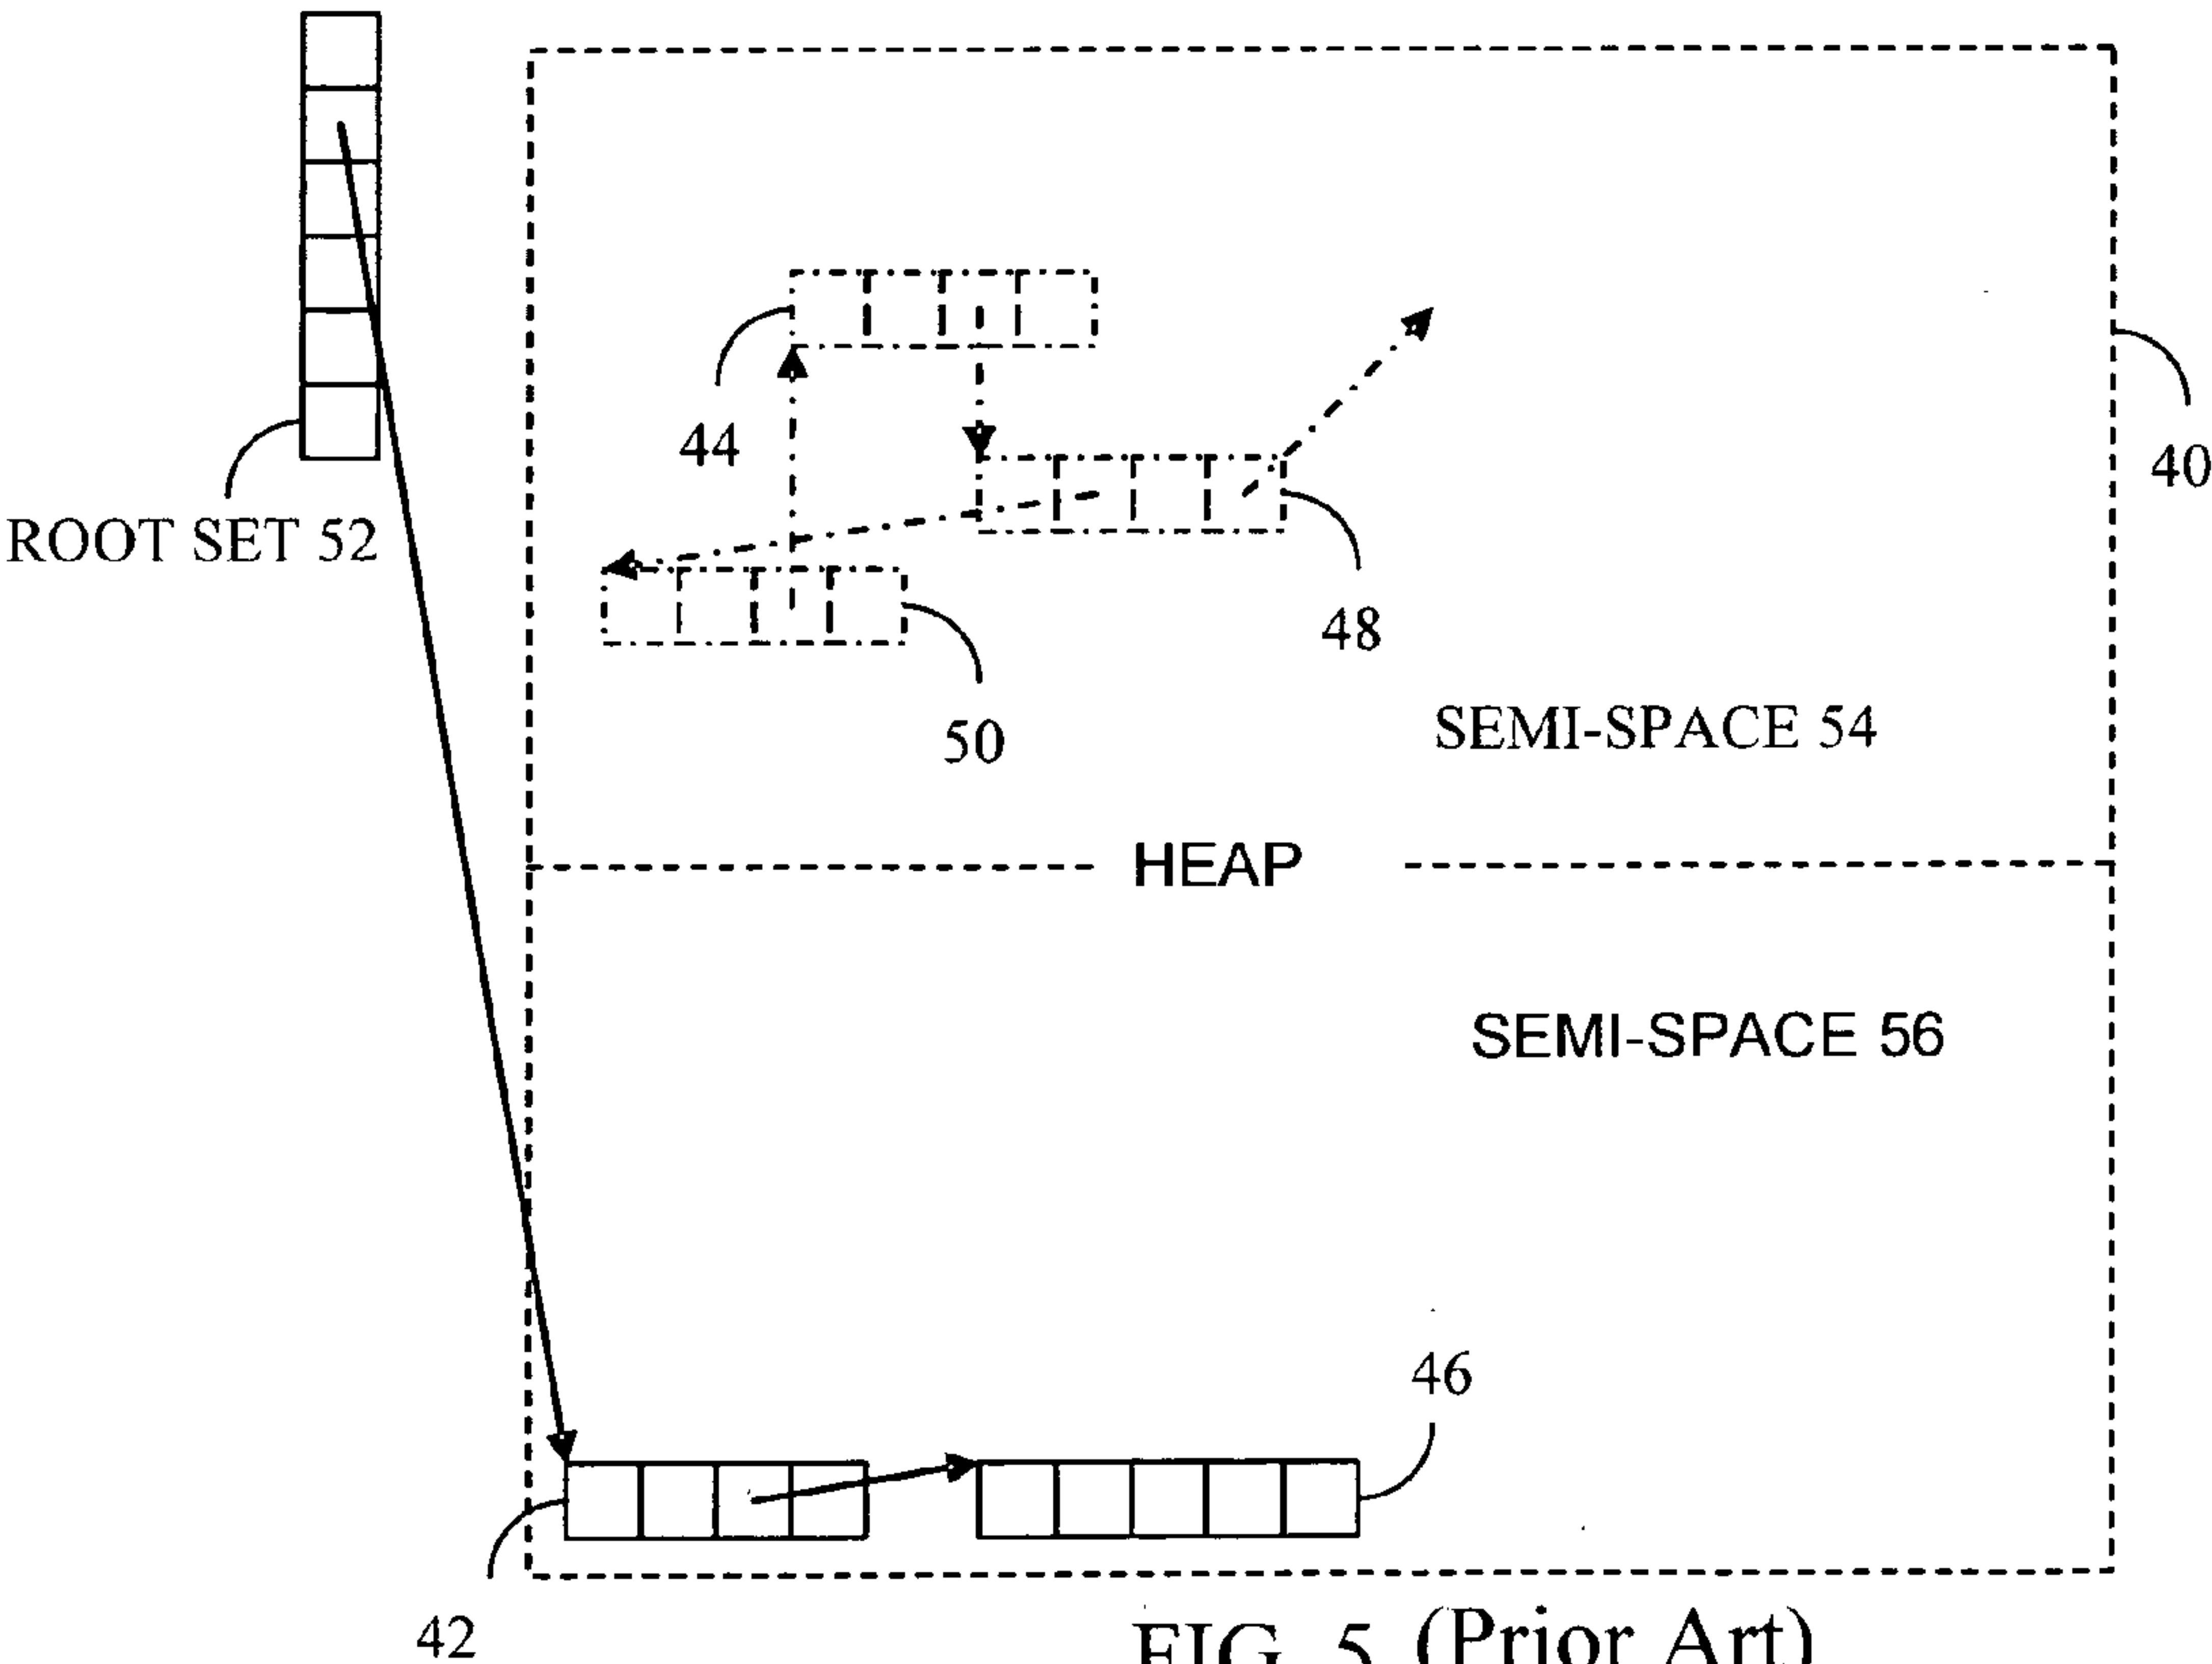 44
40
ROOT SET 52
48
50
SEMI-SPACE 54
HEAP
SEMI-SPACE 56
46
42
FIG. 5 (Prior Art)